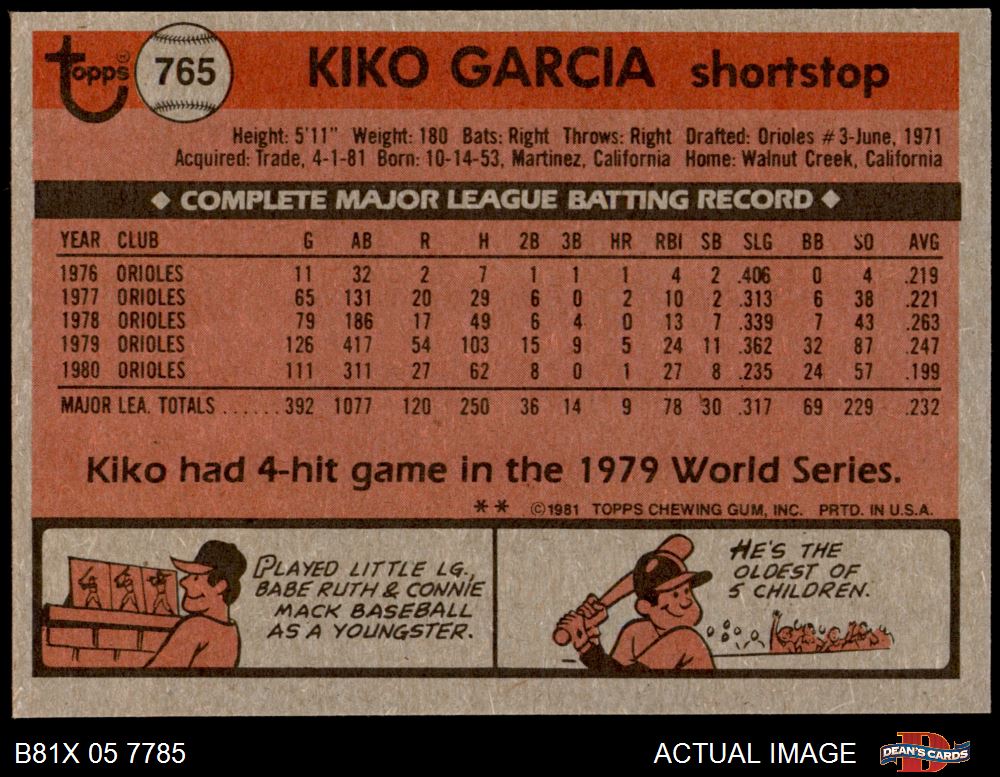 Topps® 765 KIKO GARCIA shortstop
Height: 5'11" Weight: 180 Bats: Right Throws: Right Drafted: Orioles #3-June, 1971
Acquired: Trade, 4-1-81 Born: 10-14-53, Martinez, California Home: Walnut Creek, California
◆ COMPLETE MAJOR LEAGUE BATTING RECORD ◆
YEAR CLUB G AB R H 2B 3B HR RBI SB SLG BB SO AVG
1976 ORIOLES 11 32 2 7 1 1 1 4 2 .406 0 4 .219
1977 ORIOLES 65 131 20 29 6 0 2 10 2 .313 6 38 .221
1978 ORIOLES 79 186 17 49 6 4 0 13 7 .339 7 43 .263
1979 ORIOLES 126 417 54 103 15 9 5 24 11 .362 32 87 .247
1980 ORIOLES 111 311 27 62 8 0 1 27 8 .235 24 57 .199
MAJOR LEA. TOTALS ......392 1077 120 250 36 14 9 78 30 .317 69 229 .232
Kiko had 4-hit game in the 1979 World Series.
** ©1981 TOPPS CHEWING GUM, INC. PRTD. IN U.S.A.
PLAYED LITTLE LG.,
BABE RUTH & CONNIE
MACK BASEBALL
AS A YOUNGSTER.
HE'S THE
OLDEST OF
5 CHILDREN.
B81X 05 7785 ACTUAL IMAGE DEAN'S CARDS